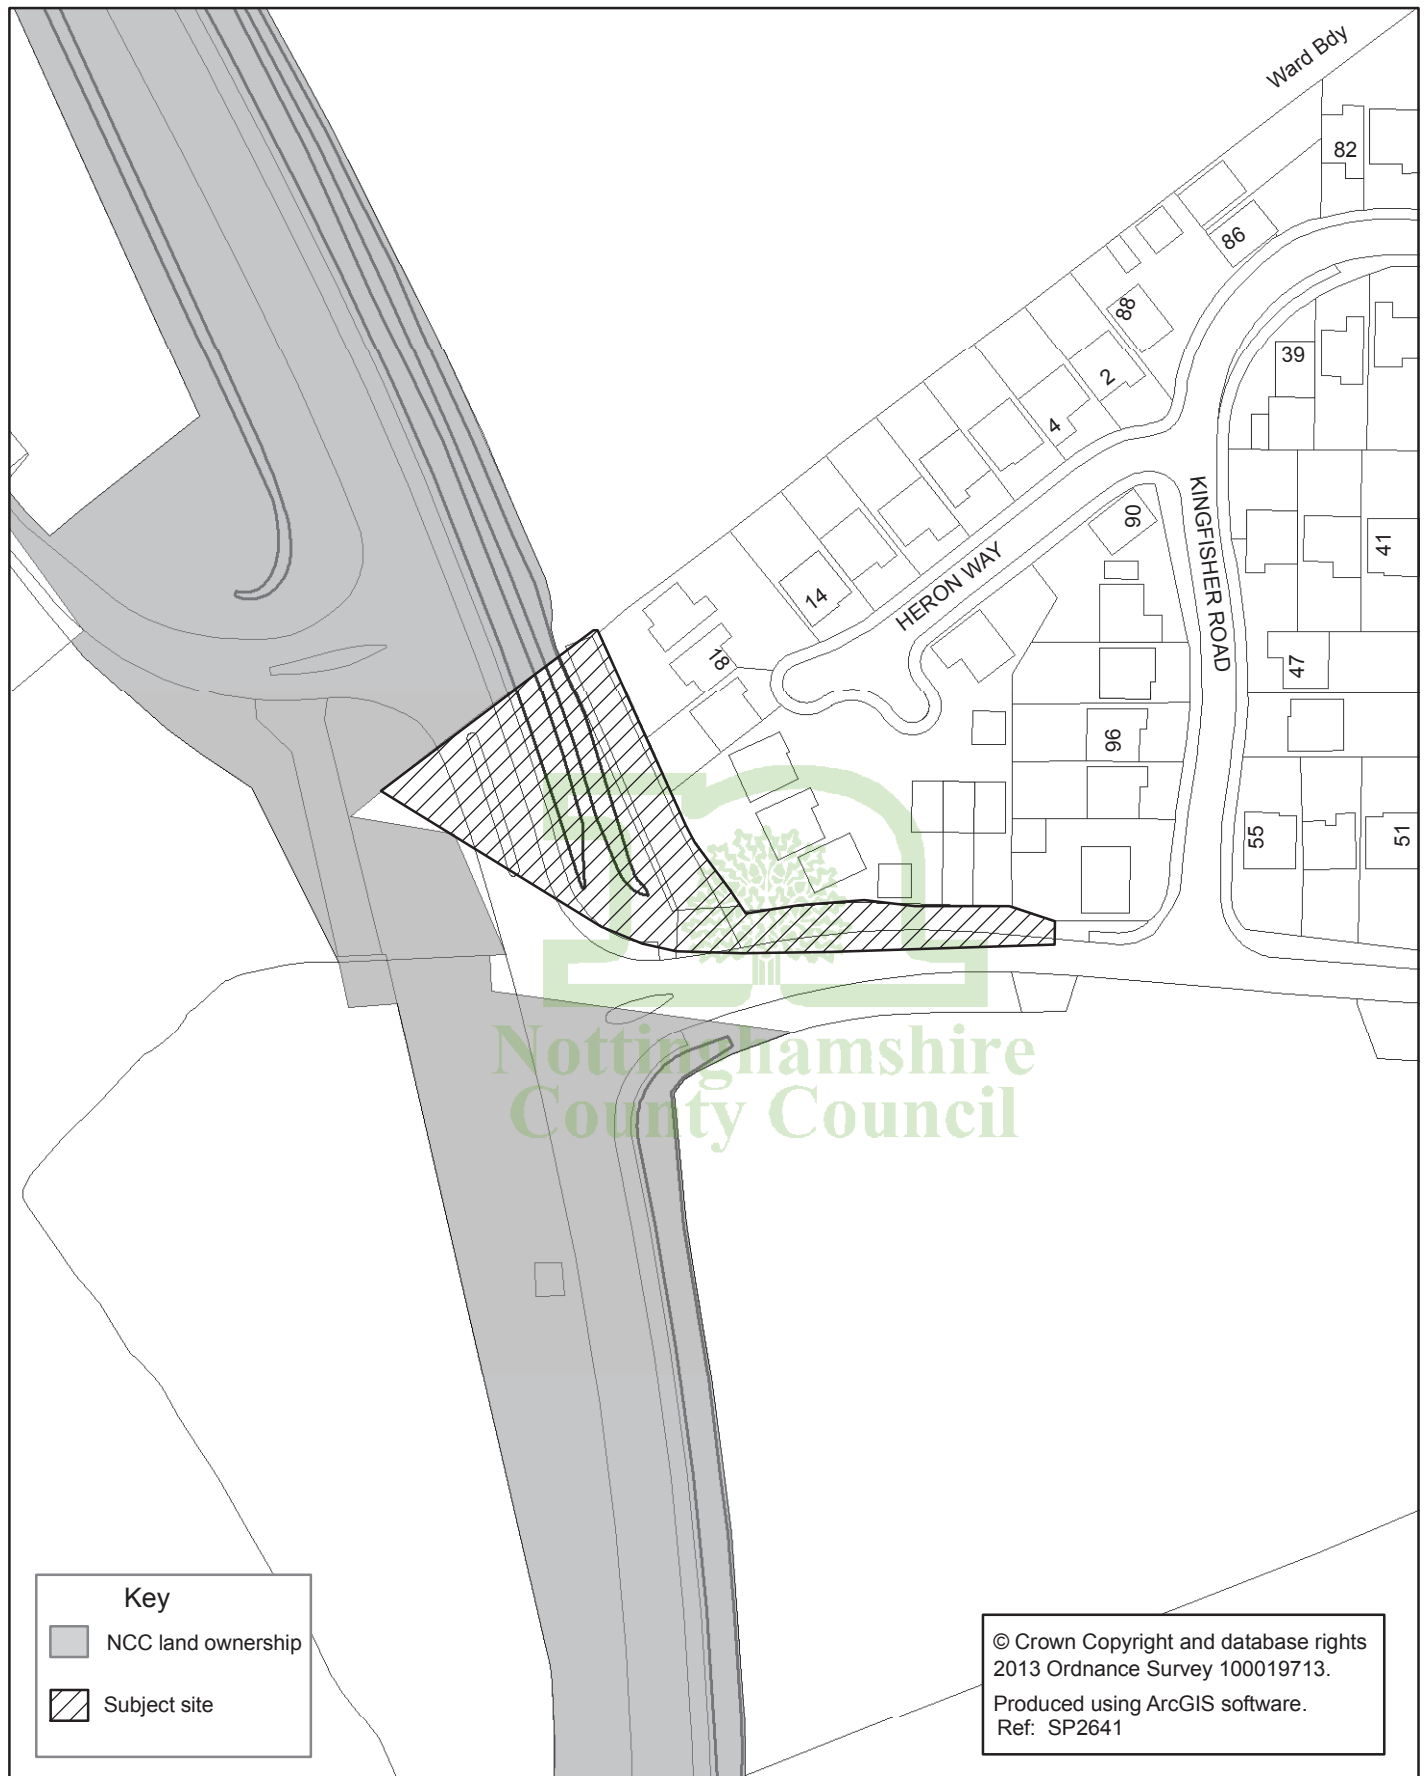 Ward Bdy
82
86
88
39
2
4
KINGFISHER ROAD
90
41
HERON WAY
14
18
47
96
55
51
Nottinghamshire
County Council
Key
NCC land ownership
Subject site
© Crown Copyright and database rights
2013 Ordnance Survey 100019713.
Produced using ArcGIS software.
Ref: SP2641